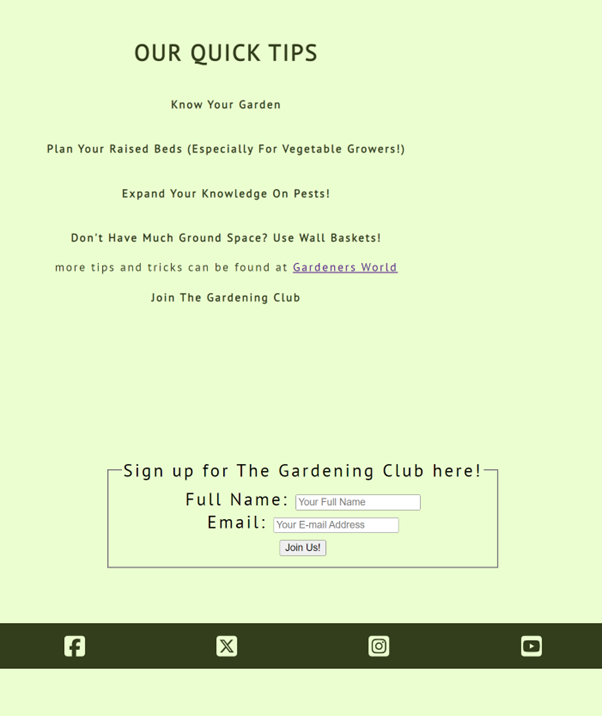 OUR QUICK TIPS
Know Your Garden
Plan Your Raised Beds (Especially For Vegetable Growers!)
Expand Your Knowledge On Pests!
Don't Have Much Ground Space? Use Wall Baskets!
more tips and tricks can be found at Gardeners World
Join The Gardening Club
Sign up for The Gardening Club here!
Full Name: Your Full Name
Email: Your E-mail Address
Join Us!